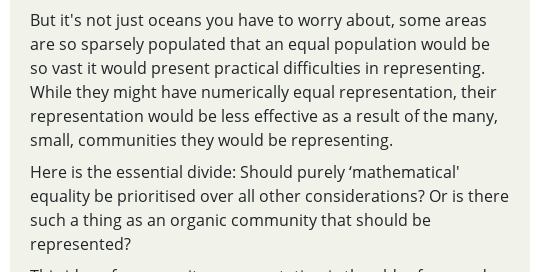 But it's not just oceans you have to worry about, some areas
are so sparsely populated that an equal population would be
so vast it would present practical difficulties in representing.
While they might have numerically equal representation, their
representation would be less effective as a result of the many,
small, communities they would be representing.
Here is the essential divide: Should purely ‘mathematical'
equality be prioritised over all other considerations? Or is there
such a thing as an organic community that should be
represented?